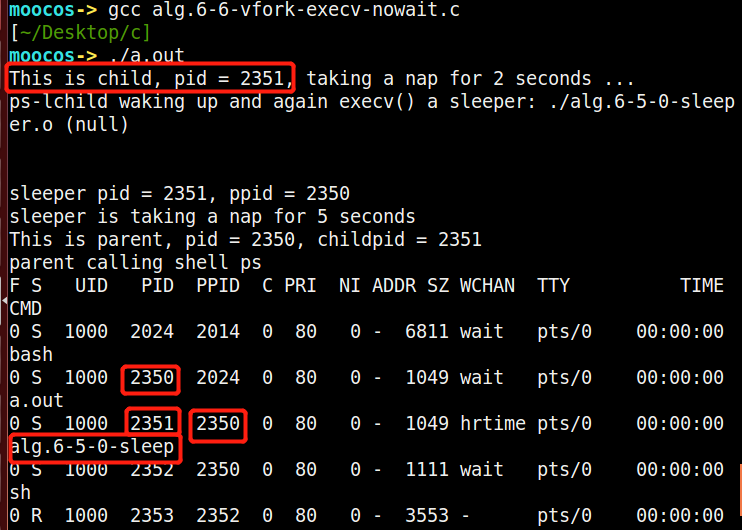 moocos-> gcc alg.6-6-vfork-execv-nowait.c
[~/Desktop/c]
moocos-> ./a.out
This is child, pid = 2351, taking a nap for 2 seconds ...
ps-lchild waking up and again execv() a sleeper: ./alg.6-5-0-sleep
er.o (null)
sleeper pid = 2351, ppid = 2350
sleeper is taking a nap for 5 seconds
This is parent, pid = 2350, childpid = 2351
parent calling shell ps
F S   UID   PID  PPID  C PRI  NI ADDR SZ WCHAN  TTY          TIME
CMD
0 S  1000  2024  2014  0  80   0 -  6811 wait   pts/0    00:00:00
bash
0 S  1000  2350  2024  0  80   0 -  1049 wait   pts/0    00:00:00
a.out
0 S  1000  2351  2350  0  80   0 -  1049 hrtime pts/0    00:00:00
alg.6-5-0-sleep
0 S  1000  2352  2350  0  80   0 -  1111 wait   pts/0    00:00:00
sh
0 R  1000  2353  2352  0  80   0 -  3553 -      pts/0    00:00:00